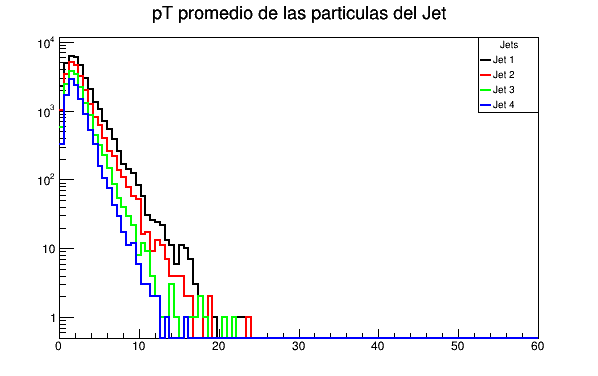 pT promedio de las particulas del Jet
Jets
Jet 1
Jet 2
Jet 3
Jet 4
10^4
10^3
10^2
10
1
0 10 20 30 40 50 60